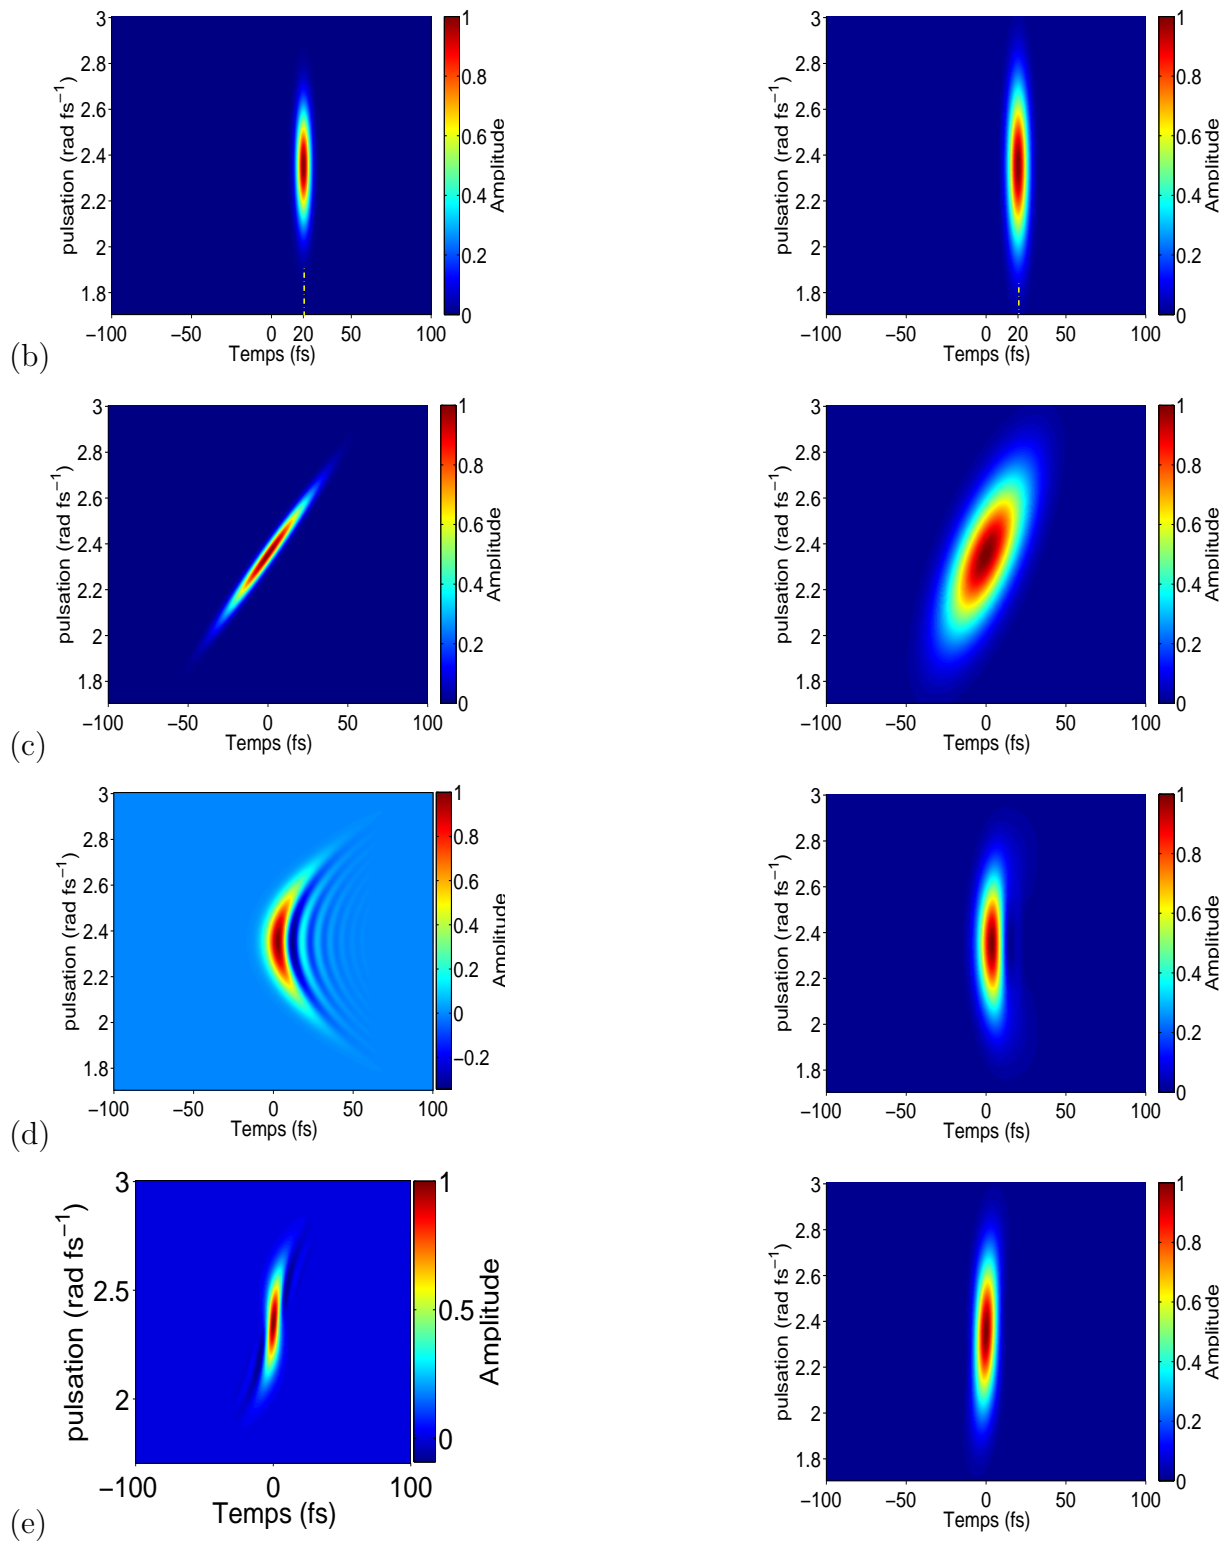 3
2.8
2.6
2.4
2.2
2
1.8
pulsation (rad fs⁻¹)
−100 −50 0 20 50 100
Temps (fs)
1
0.8
0.6
0.4
0.2
0
Amplitude
3
2.8
2.6
2.4
2.2
2
1.8
pulsation (rad fs⁻¹)
−100 −50 0 20 50 100
Temps (fs)
1
0.8
0.6
0.4
0.2
0
Amplitude
(b)
3
2.8
2.6
2.4
2.2
2
1.8
pulsation (rad fs⁻¹)
−100 −50 0 50 100
Temps (fs)
1
0.8
0.6
0.4
0.2
0
Amplitude
3
2.8
2.6
2.4
2.2
2
1.8
pulsation (rad fs⁻¹)
−100 −50 0 50 100
Temps (fs)
1
0.8
0.6
0.4
0.2
0
Amplitude
(c)
3
2.8
2.6
2.4
2.2
2
1.8
pulsation (rad fs⁻¹)
−100 −50 0 50 100
Temps (fs)
1
0.8
0.6
0.4
0.2
0
−0.2
Amplitude
3
2.8
2.6
2.4
2.2
2
1.8
pulsation (rad fs⁻¹)
−100 −50 0 50 100
Temps (fs)
1
0.8
0.6
0.4
0.2
0
Amplitude
(d)
3
2.5
2
pulsation (rad fs⁻¹)
−100 0 100
Temps (fs)
1
0.5
0
Amplitude
3
2.8
2.6
2.4
2.2
2
1.8
pulsation (rad fs⁻¹)
−100 −50 0 50 100
Temps (fs)
1
0.8
0.6
0.4
0.2
0
Amplitude
(e)